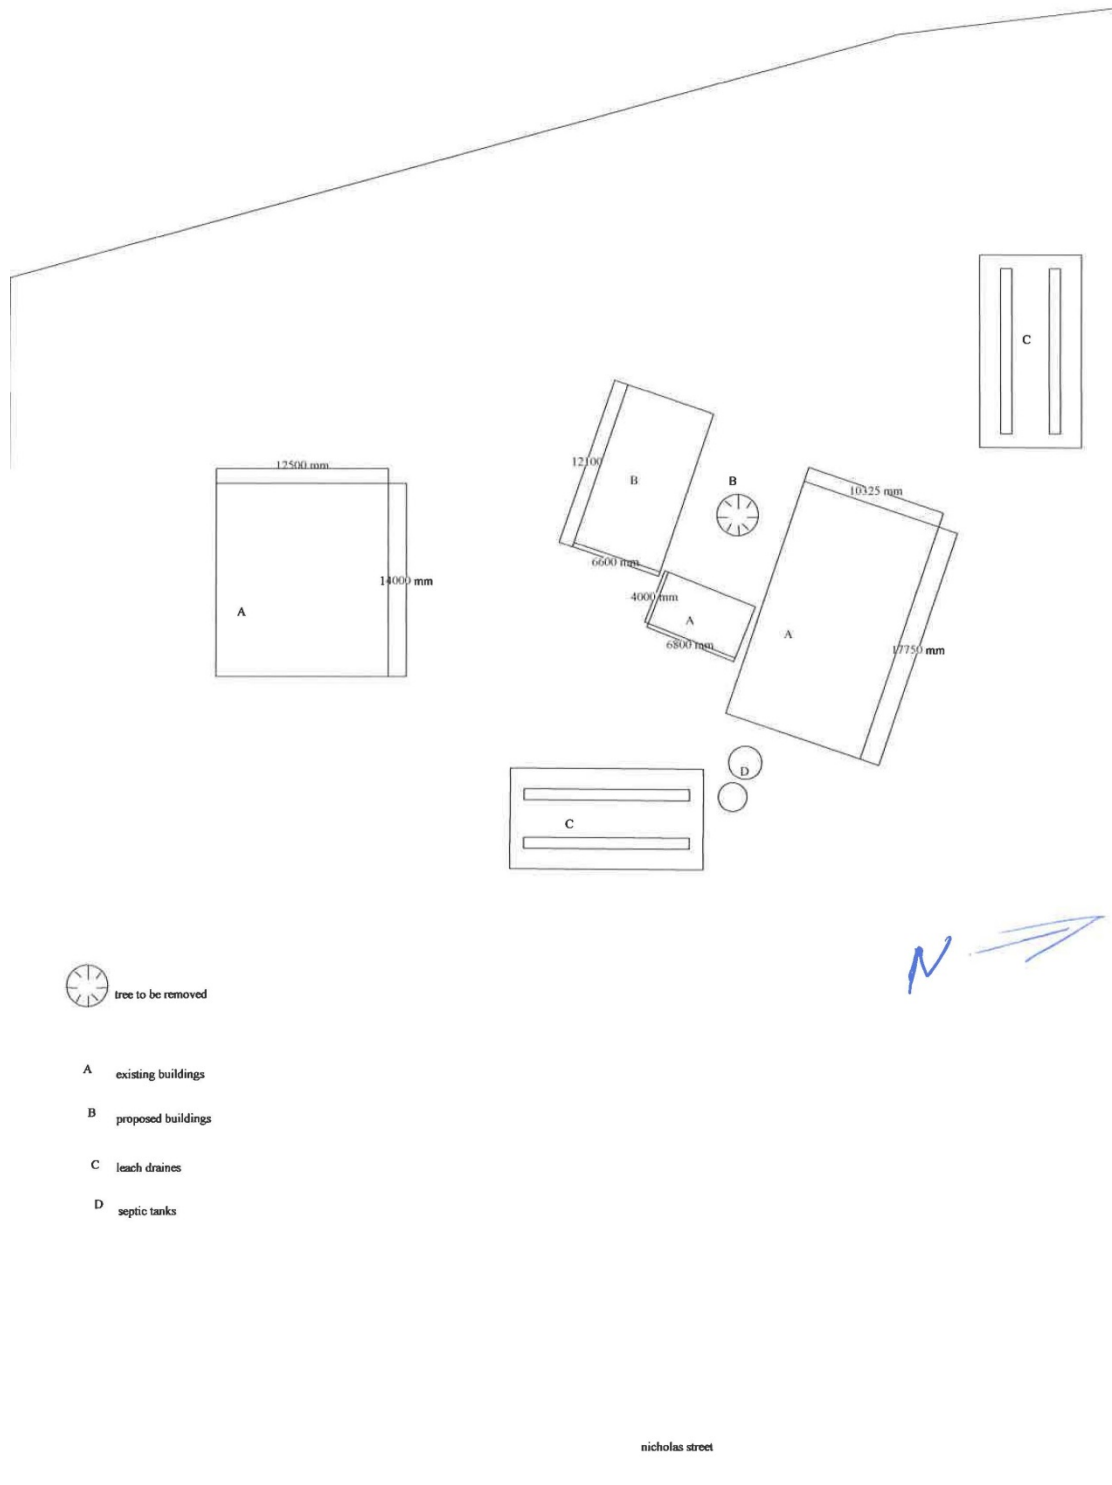 C
12500 mm
12100
B
B
10325 mm
14000 mm
6600 mm
4000 mm
A
A
A
6800 mm
17750 mm
D
C
N
tree to be removed
A existing buildings
B proposed buildings
C leach draines
D septic tanks
nicholas street